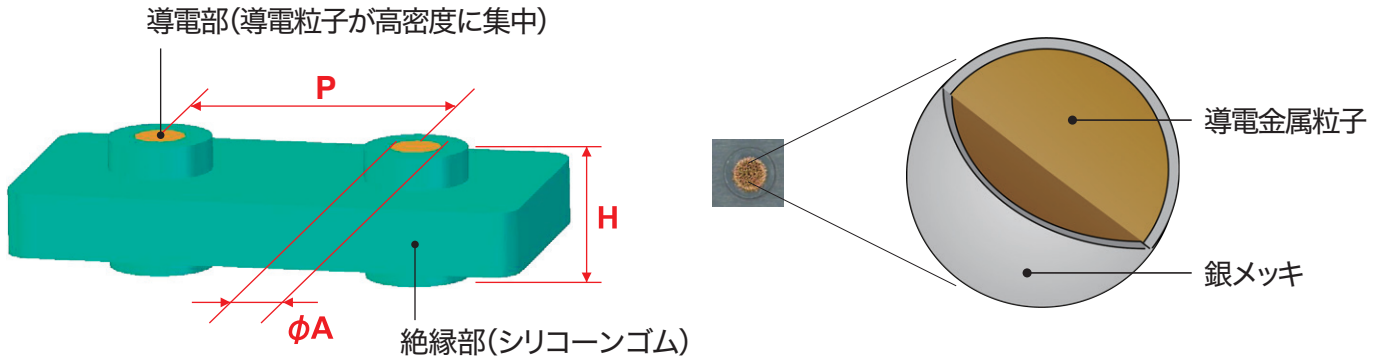 導電部(導電粒子が高密度に集中)
P
導電金属粒子
H
銀メッキ
φA
絶縁部(シリコーンゴム)